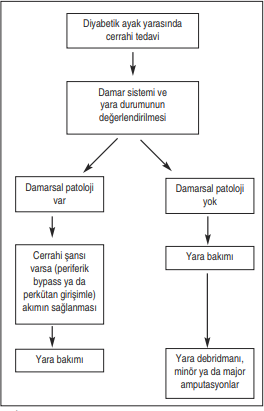 Diyabetik ayak yarasında
cerrahi tedavi
Damar sistemi ve
yara durumunun
değerlendirilmesi
Damarsal patoloji
var
Damarsal patoloji
yok
Cerrahi şansı
varsa (periferik
bypass ya da
perkütan girişimle)
akımın sağlanması
Yara bakımı
Yara bakımı
Yara debridmanı,
minör ya da major
amputasyonlar